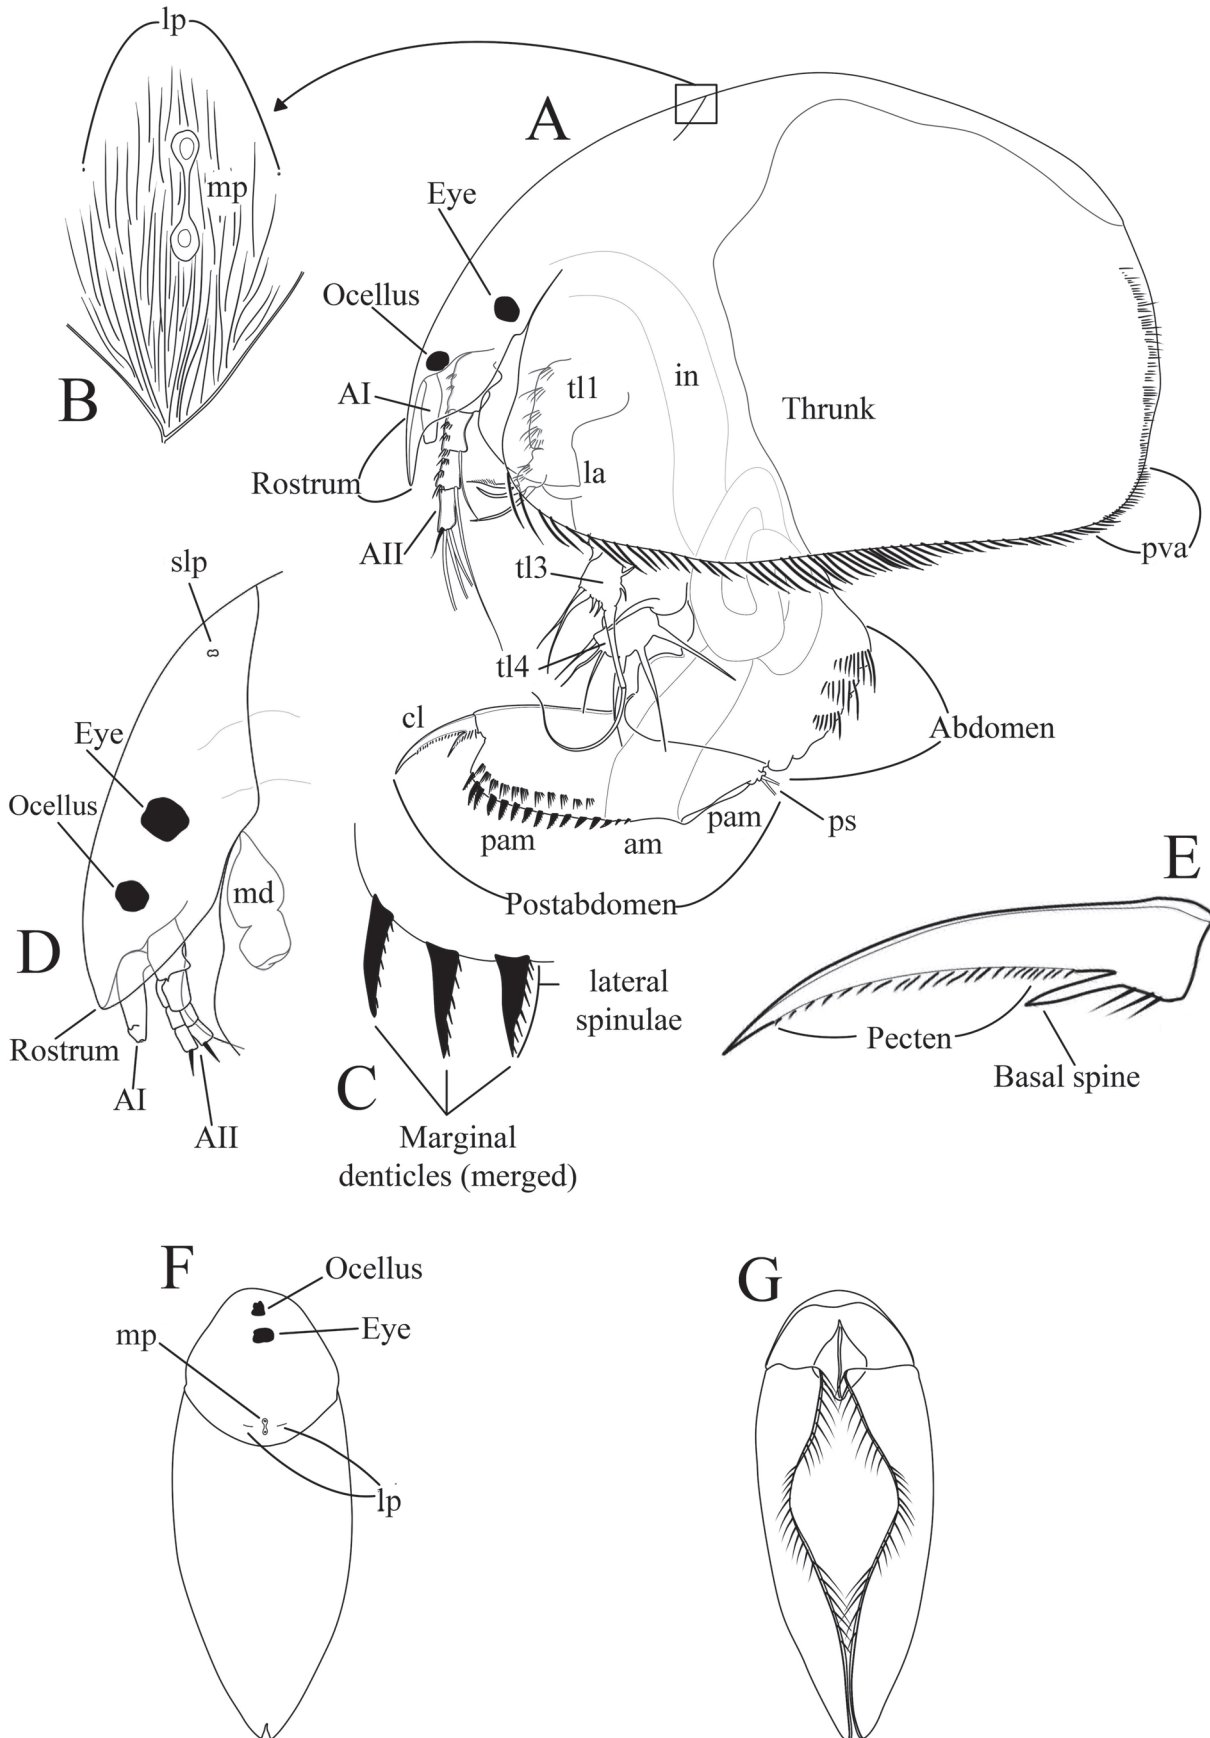 lp
A
mp
Eye
Ocellus
B
AI
tl1
in
Thrunk
Rostrum
la
AII
pva
slp
tl3
tl4
cl
Abdomen
Eye
Ocellus
pam
am
pam
ps
E
md
Postabdomen
D
lateral
spinulae
Pecten
Rostrum
Basal spine
AI
C
AII
Marginal
denticles (merged)
F
Ocellus
G
mp
Eye
lp